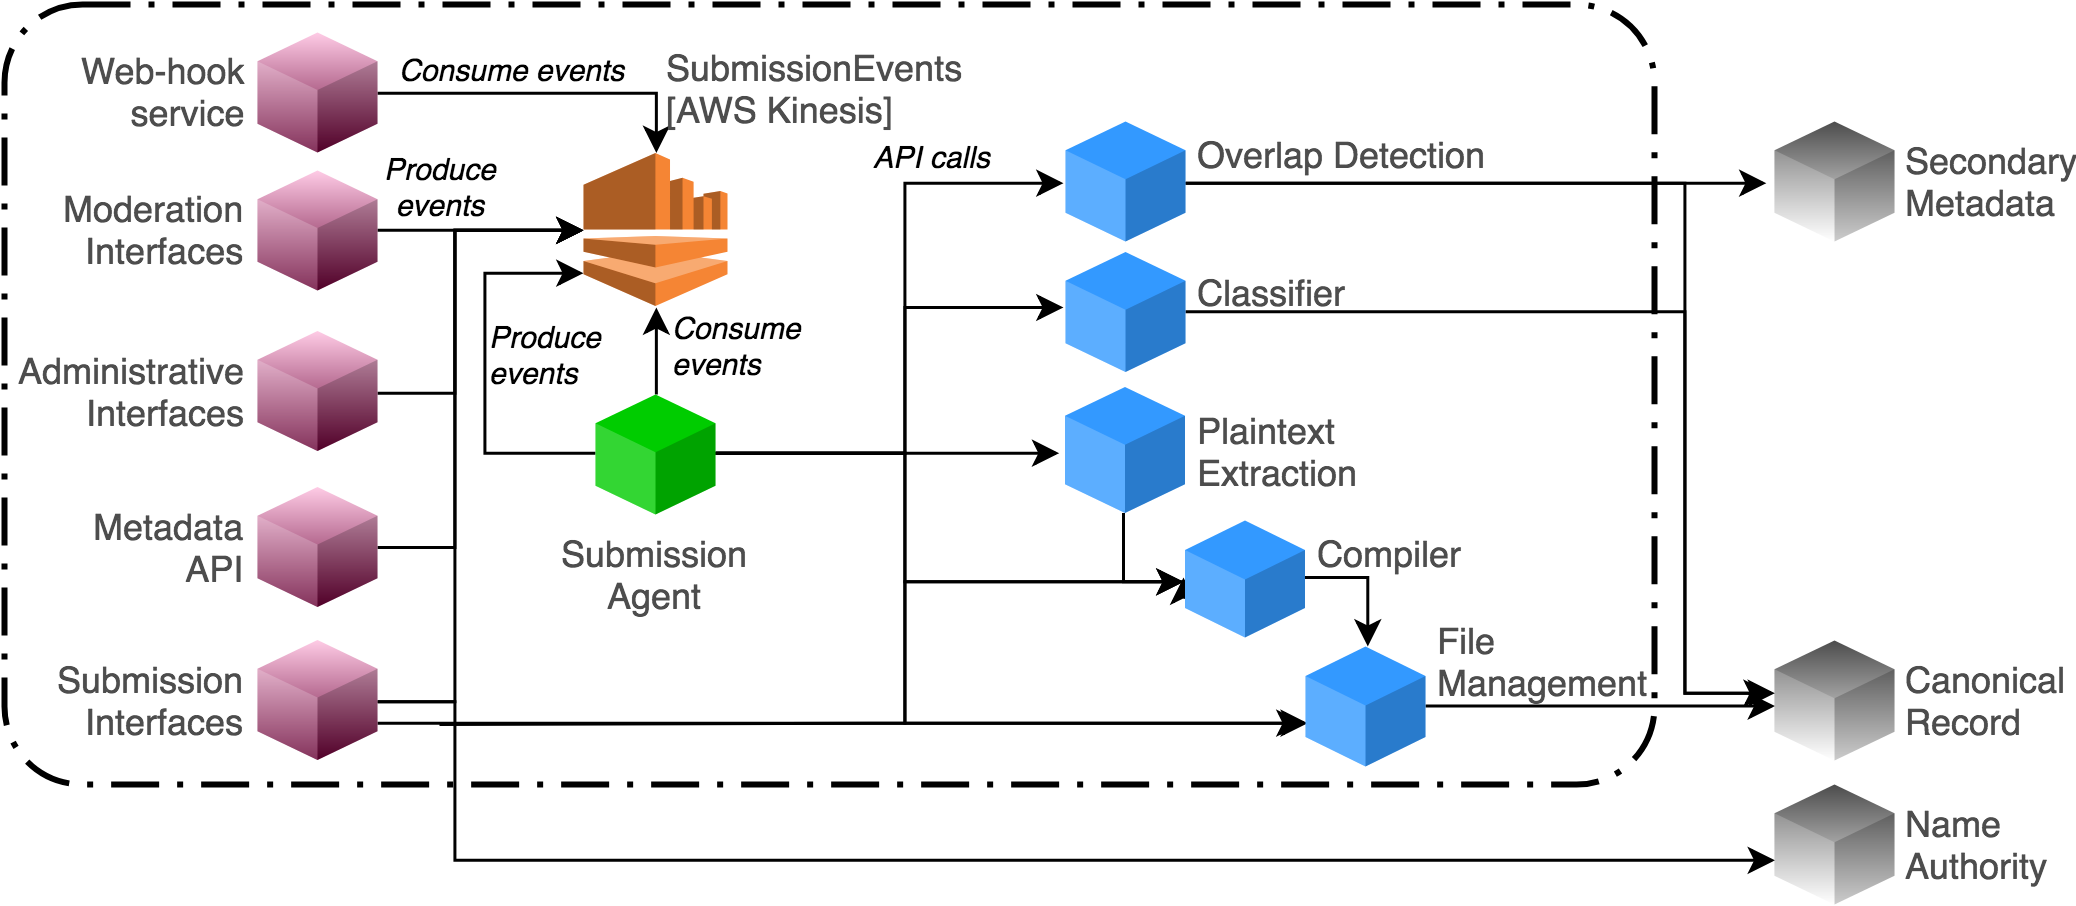 Web-hook
service
Consume events
SubmissionEvents
[AWS Kinesis]
Moderation
Interfaces
Produce
events
Administrative
Interfaces
Produce
events
Consume
events
Metadata
API
Submission
Agent
Submission
Interfaces
API calls
Overlap Detection
Classifier
Plaintext
Extraction
Compiler
File
Management
Secondary
Metadata
Canonical
Record
Name
Authority